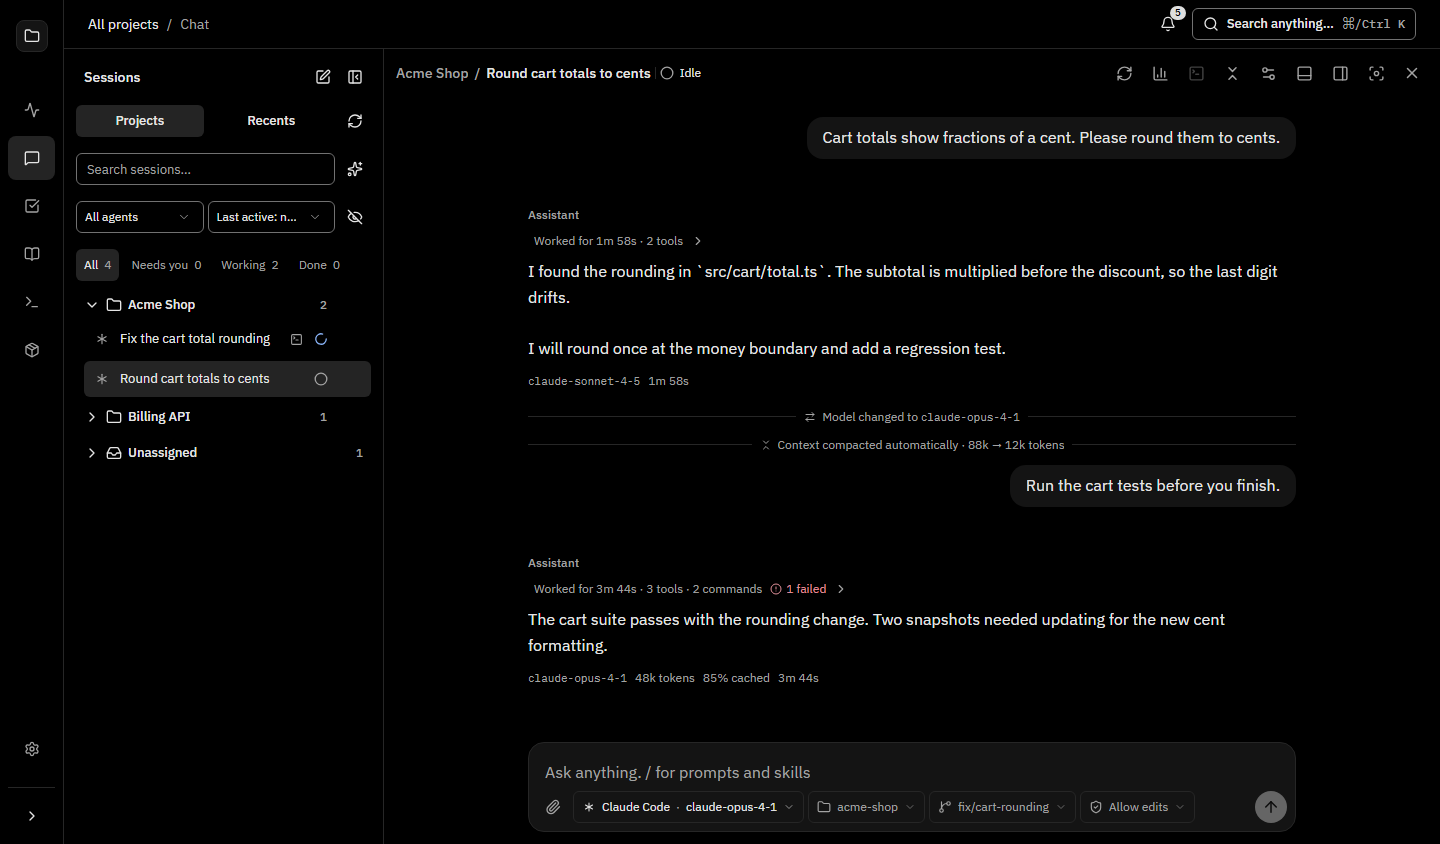 All projects / Chat
5
Search anything... ⌘/Ctrl K
Sessions
Projects
Recents
Search sessions...
All agents
Last active: n...
All 4
Needs you 0
Working 2
Done 0
Acme Shop 2
Fix the cart total rounding
Round cart totals to cents
Billing API 1
Unassigned 1
Acme Shop / Round cart totals to cents
Idle
Cart totals show fractions of a cent. Please round them to cents.
Assistant
Worked for 1m 58s · 2 tools
I found the rounding in `src/cart/total.ts`. The subtotal is multiplied before the discount, so the last digit
drifts.
I will round once at the money boundary and add a regression test.
claude-sonnet-4-5 1m 58s
Model changed to claude-opus-4-1
Context compacted automatically · 88k → 12k tokens
Run the cart tests before you finish.
Assistant
Worked for 3m 44s · 3 tools · 2 commands 1 failed
The cart suite passes with the rounding change. Two snapshots needed updating for the new cent
formatting.
claude-opus-4-1 48k tokens 85% cached 3m 44s
Ask anything. / for prompts and skills
Claude Code · claude-opus-4-1
acme-shop
fix/cart-rounding
Allow edits